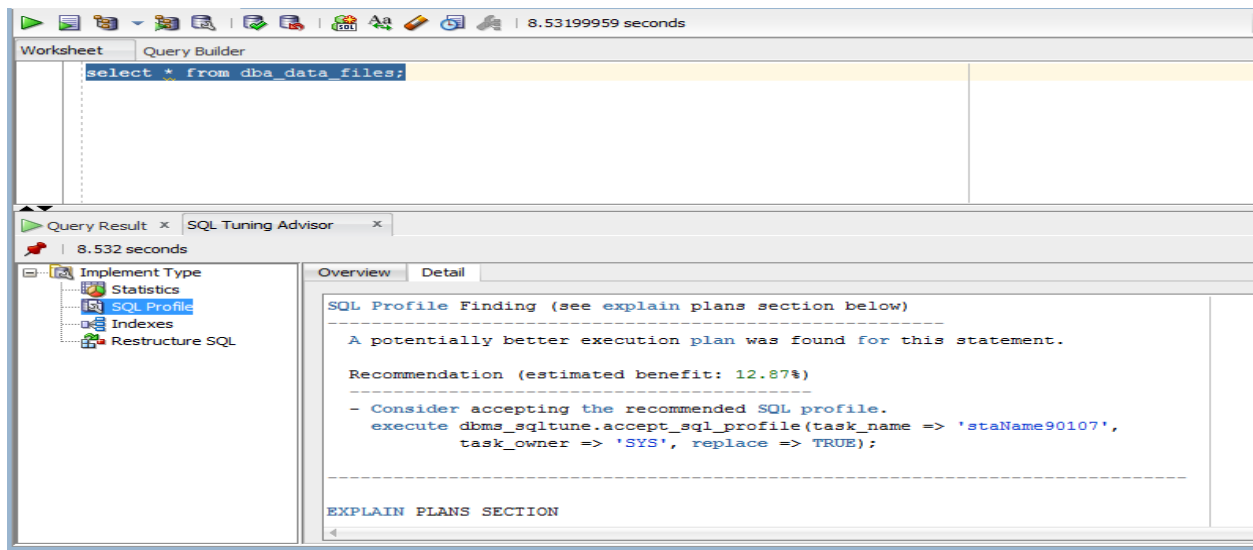 8.53199959 seconds
Worksheet Query Builder
select * from dba_data_files;
Query Result × SQL Tuning Advisor ×
8.532 seconds
Implement Type
Statistics
SQL Profile
Indexes
Restructure SQL
Overview Detail
SQL Profile Finding (see explain plans section below)
--------------------------------------------------------
A potentially better execution plan was found for this statement.
Recommendation (estimated benefit: 12.87%)
------------------------------------------
- Consider accepting the recommended SQL profile.
execute dbms_sqltune.accept_sql_profile(task_name => 'staName90107',
task_owner => 'SYS', replace => TRUE);
-------------------------------------------------------------------------------
EXPLAIN PLANS SECTION